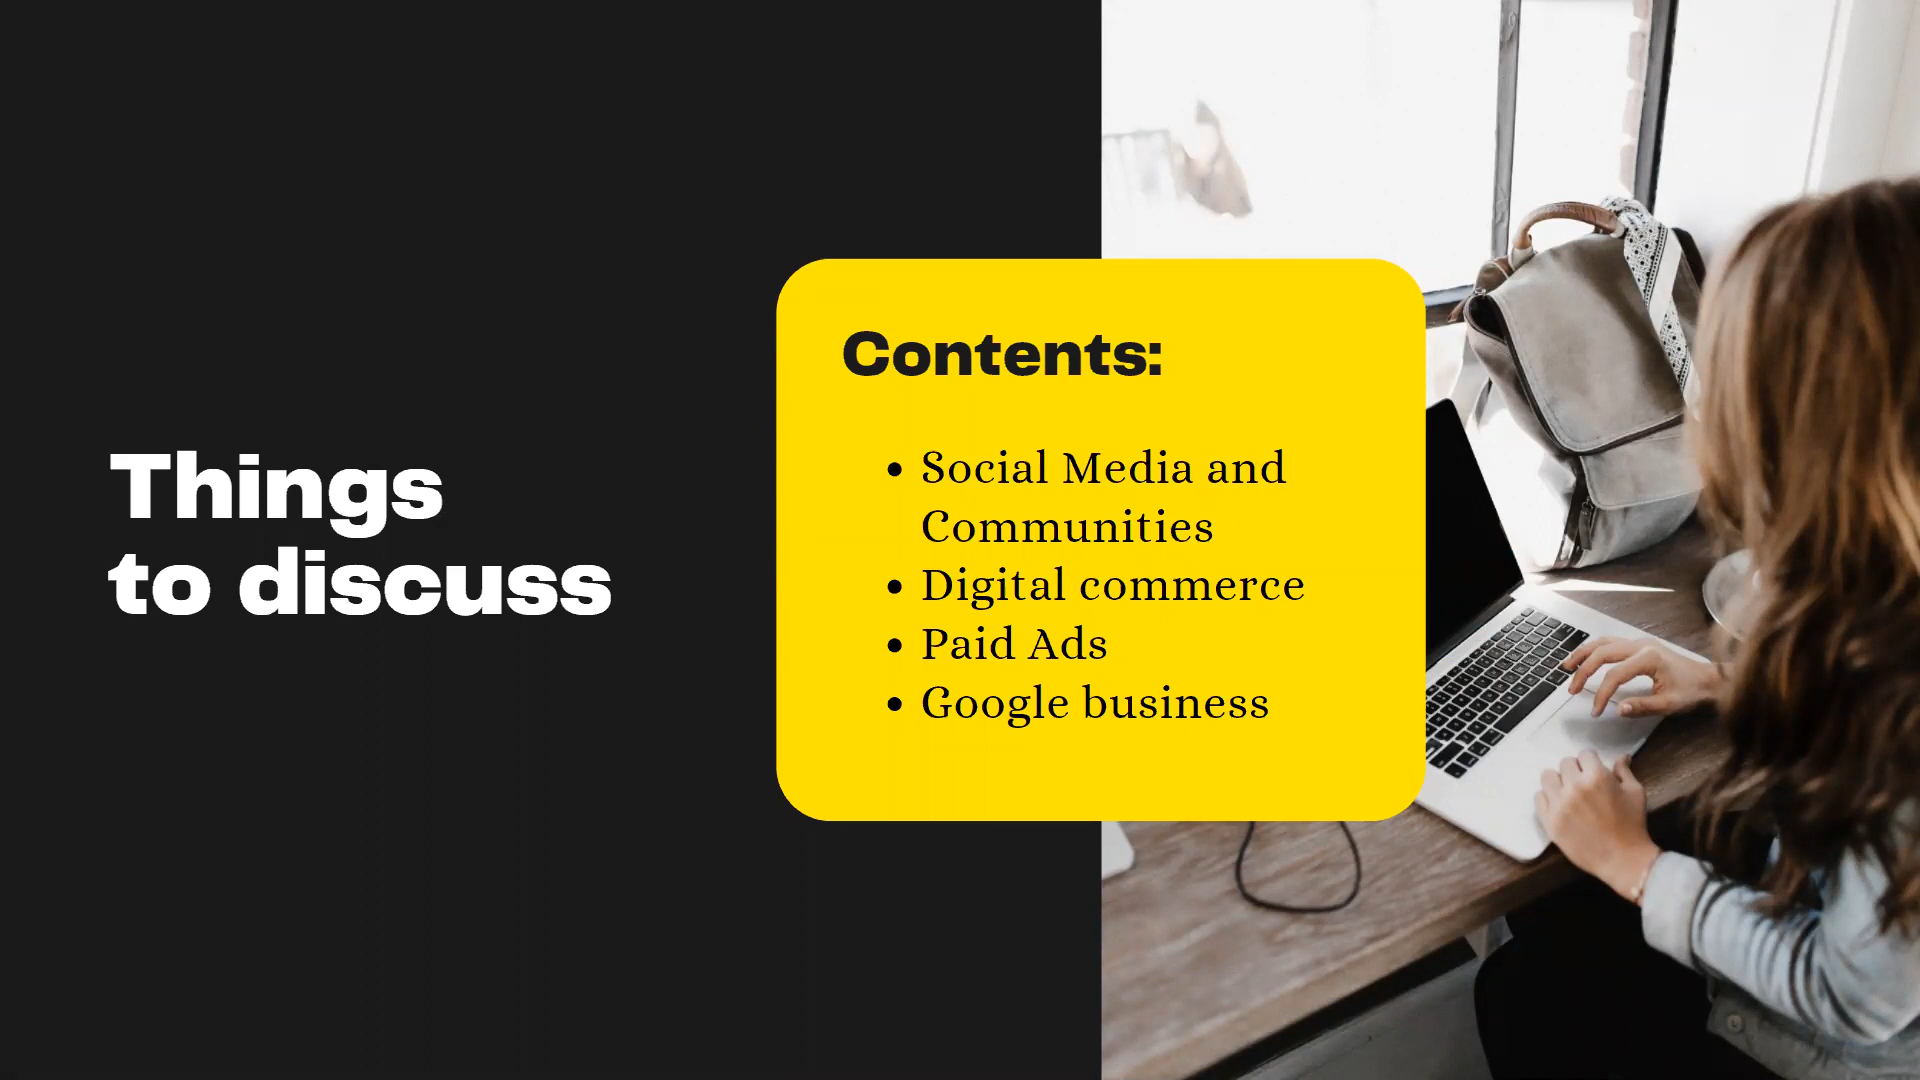 Things
to discuss
Contents:
• Social Media and
Communities
• Digital commerce
• Paid Ads
• Google business